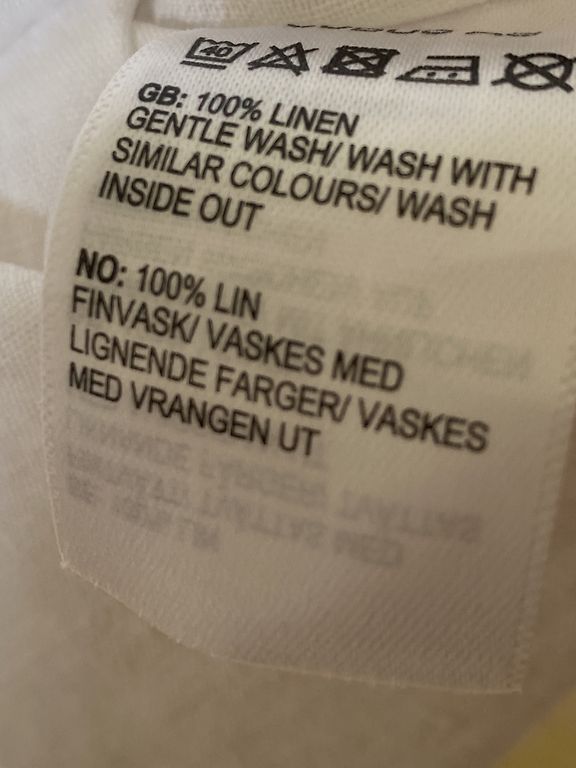 40
GB: 100% LINEN
GENTLE WASH/ WASH WITH
SIMILAR COLOURS/ WASH
INSIDE OUT
NO: 100% LIN
FINVASK/ VASKES MED
LIGNENDE FARGER/ VASKES
MED VRANGEN UT